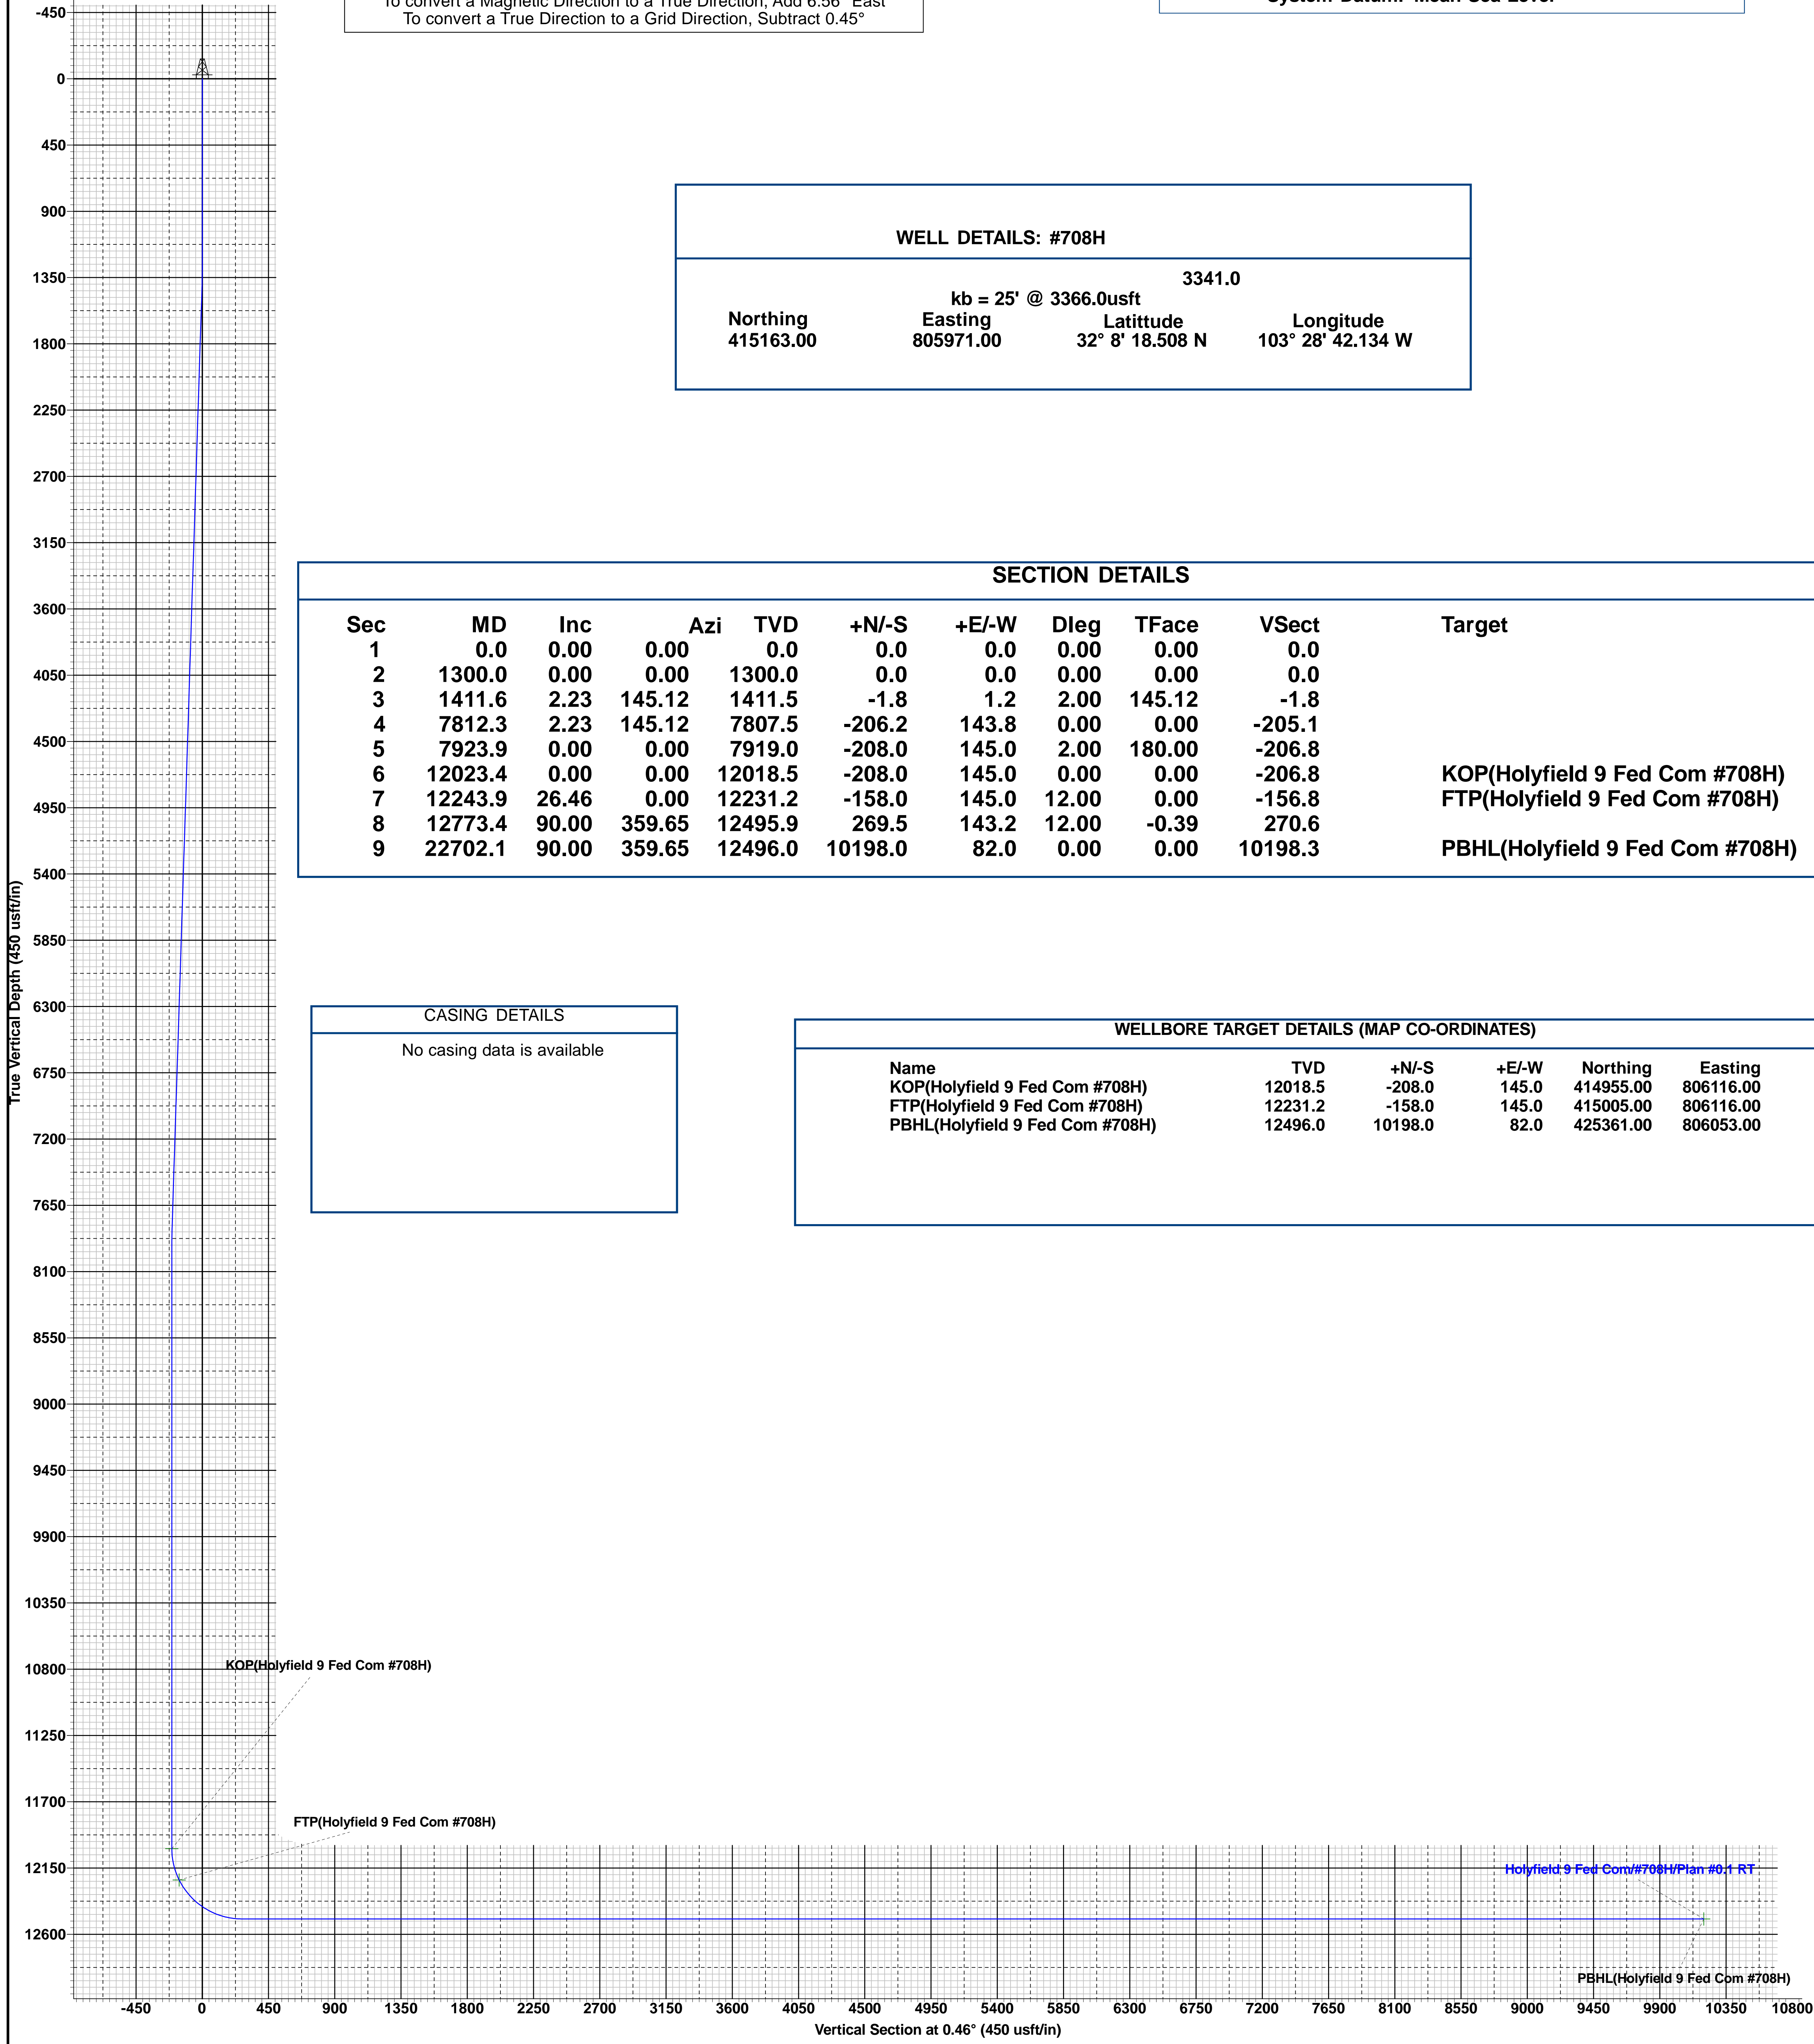 To convert a Magnetic Direction to a True Direction, Add 6.56° East
To convert a True Direction to a Grid Direction, Subtract 0.45°
System Datum: Mean Sea Level
WELL DETAILS: #708H
3341.0
kb = 25' @ 3366.0usft
Northing Easting Latittude Longitude
415163.00 805971.00 32° 8' 18.508 N 103° 28' 42.134 W
SECTION DETAILS
Sec MD Inc Azi TVD +N/-S +E/-W Dleg TFace VSect Target
1 0.0 0.00 0.00 0.0 0.0 0.0 0.00 0.00 0.0
2 1300.0 0.00 0.00 1300.0 0.0 0.0 0.00 0.00 0.0
3 1411.6 2.23 145.12 1411.5 -1.8 1.2 2.00 145.12 -1.8
4 7812.3 2.23 145.12 7807.5 -206.2 143.8 0.00 0.00 -205.1
5 7923.9 0.00 0.00 7919.0 -208.0 145.0 2.00 180.00 -206.8
6 12023.4 0.00 0.00 12018.5 -208.0 145.0 0.00 0.00 -206.8 KOP(Holyfield 9 Fed Com #708H)
7 12243.9 26.46 0.00 12231.2 -158.0 145.0 12.00 0.00 -156.8 FTP(Holyfield 9 Fed Com #708H)
8 12773.4 90.00 359.65 12495.9 269.5 143.2 12.00 -0.39 270.6
9 22702.1 90.00 359.65 12496.0 10198.0 82.0 0.00 0.00 10198.3 PBHL(Holyfield 9 Fed Com #708H)
CASING DETAILS
No casing data is available
WELLBORE TARGET DETAILS (MAP CO-ORDINATES)
Name TVD +N/-S +E/-W Northing Easting
KOP(Holyfield 9 Fed Com #708H) 12018.5 -208.0 145.0 414955.00 806116.00
FTP(Holyfield 9 Fed Com #708H) 12231.2 -158.0 145.0 415005.00 806116.00
PBHL(Holyfield 9 Fed Com #708H) 12496.0 10198.0 82.0 425361.00 806053.00
True Vertical Depth (450 usft/in)
-450
0
450
900
1350
1800
2250
2700
3150
3600
4050
4500
4950
5400
5850
6300
6750
7200
7650
8100
8550
9000
9450
9900
10350
10800
11250
11700
12150
12600
KOP(Holyfield 9 Fed Com #708H)
FTP(Holyfield 9 Fed Com #708H)
Holyfield 9 Fed Com/#708H/Plan #0.1 RT
PBHL(Holyfield 9 Fed Com #708H)
-450 0 450 900 1350 1800 2250 2700 3150 3600 4050 4500 4950 5400 5850 6300 6750 7200 7650 8100 8550 9000 9450 9900 10350 10800
Vertical Section at 0.46° (450 usft/in)